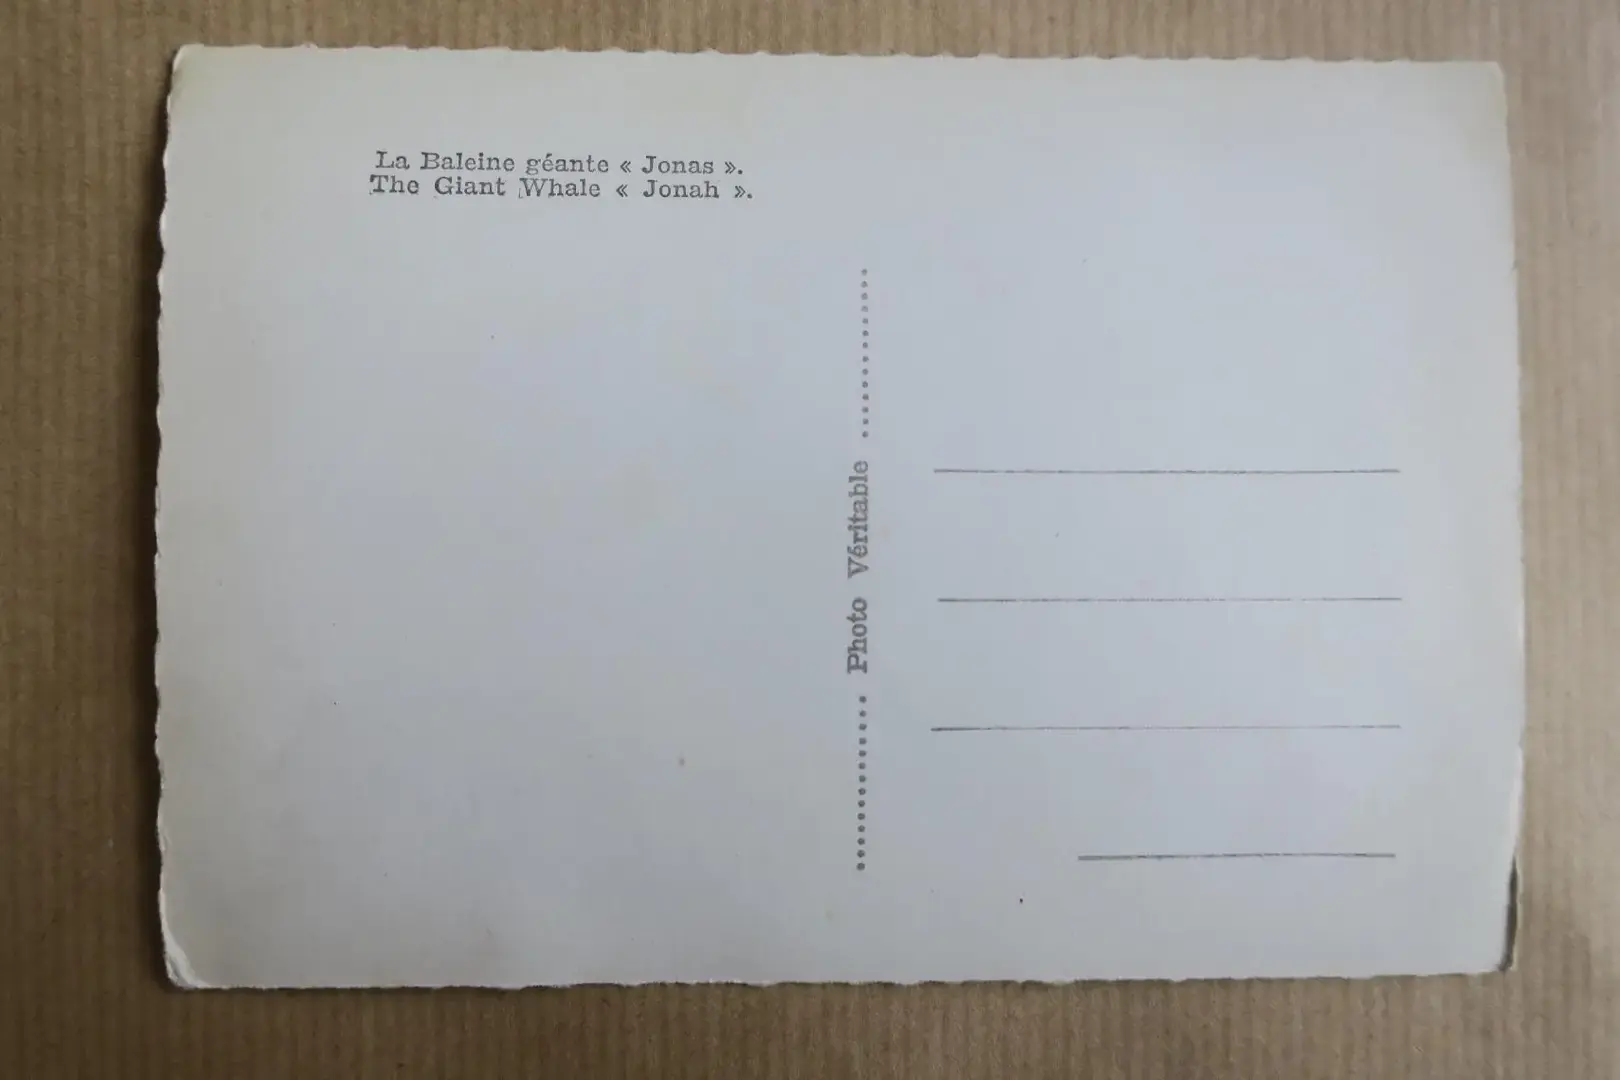 La Baleine géante « Jonas ».
The Giant Whale « Jonah ».
Photo Véritable